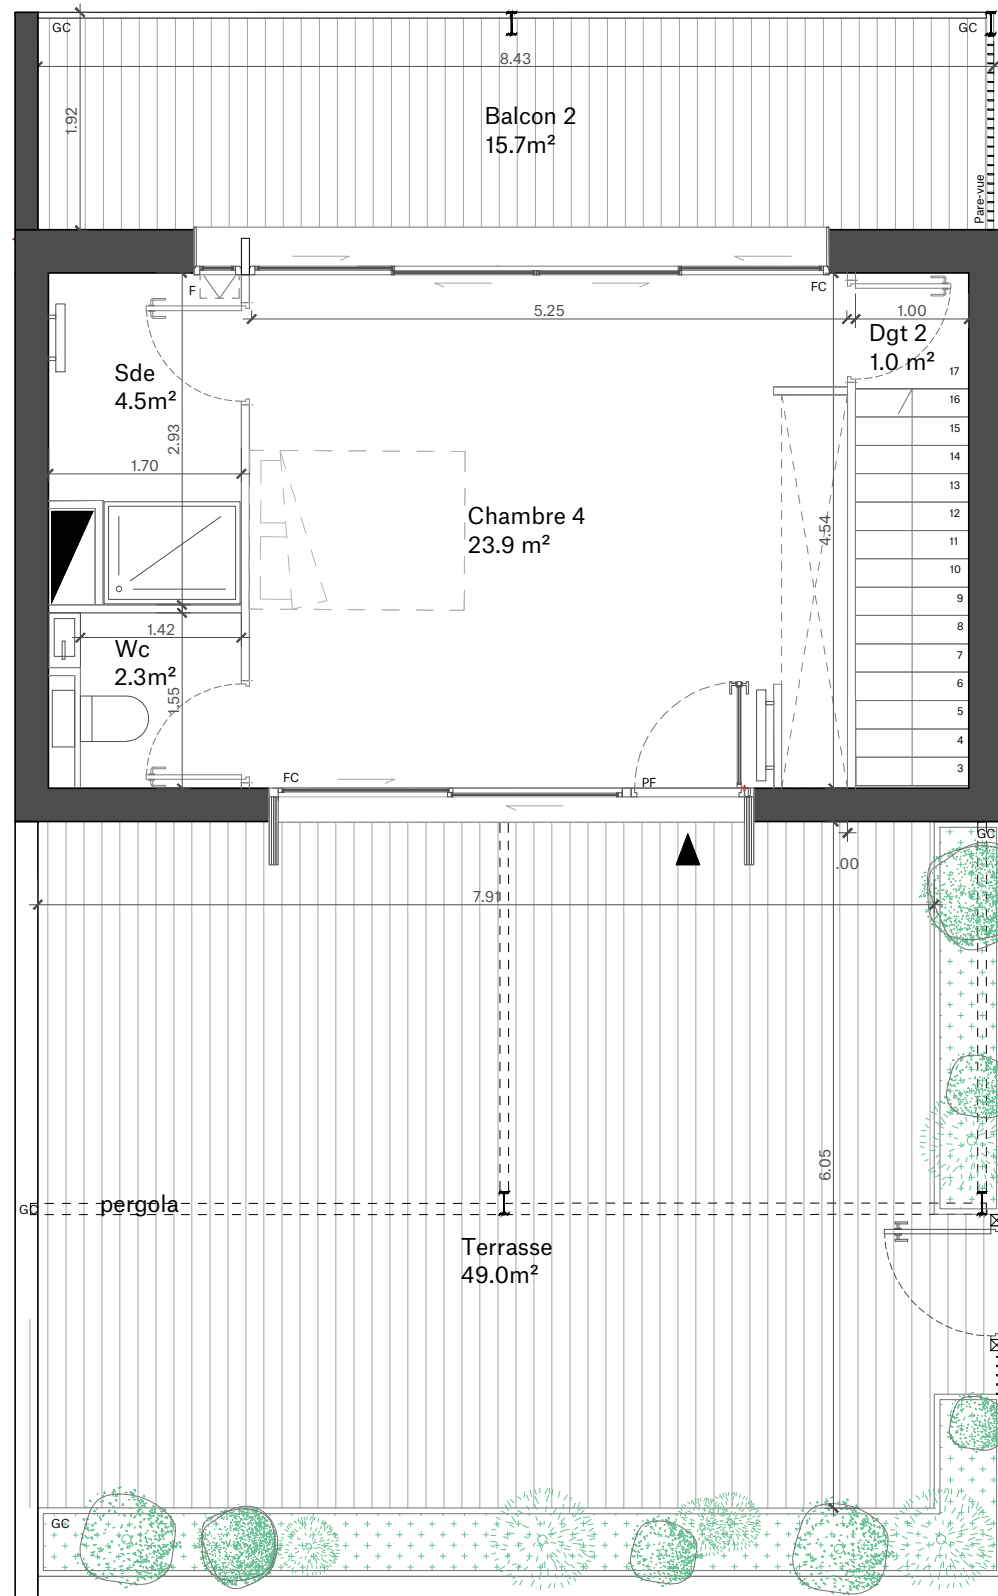 GC
GC
8.43
1.92
Balcon 2
15.7m²
Pare-vue
F
FC
5.25
1.00
Dgt 2
1.0 m²
Sde
4.5m²
2.93
1.70
17
16
15
14
13
12
11
10
9
8
7
6
5
4
3
Chambre 4
23.9 m²
4.54
1.42
Wc
2.3m²
1.55
FC
PF
GC
.00
7.91
6.05
GC
pergola
Terrasse
49.0m²
GC